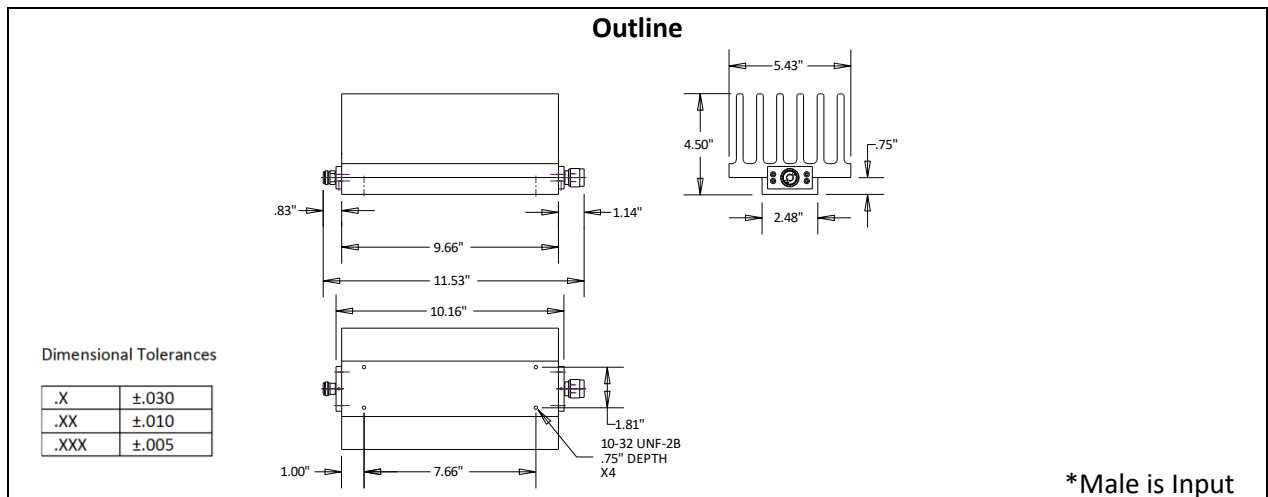 Outline
5.43"
4.50"
.75"
2.48"
.83"
1.14"
9.66"
11.53"
10.16"
1.81"
10-32 UNF-2B
.75" DEPTH
X4
1.00"
7.66"
Dimensional Tolerances
.X ±.030
.XX ±.010
.XXX ±.005
*Male is Input